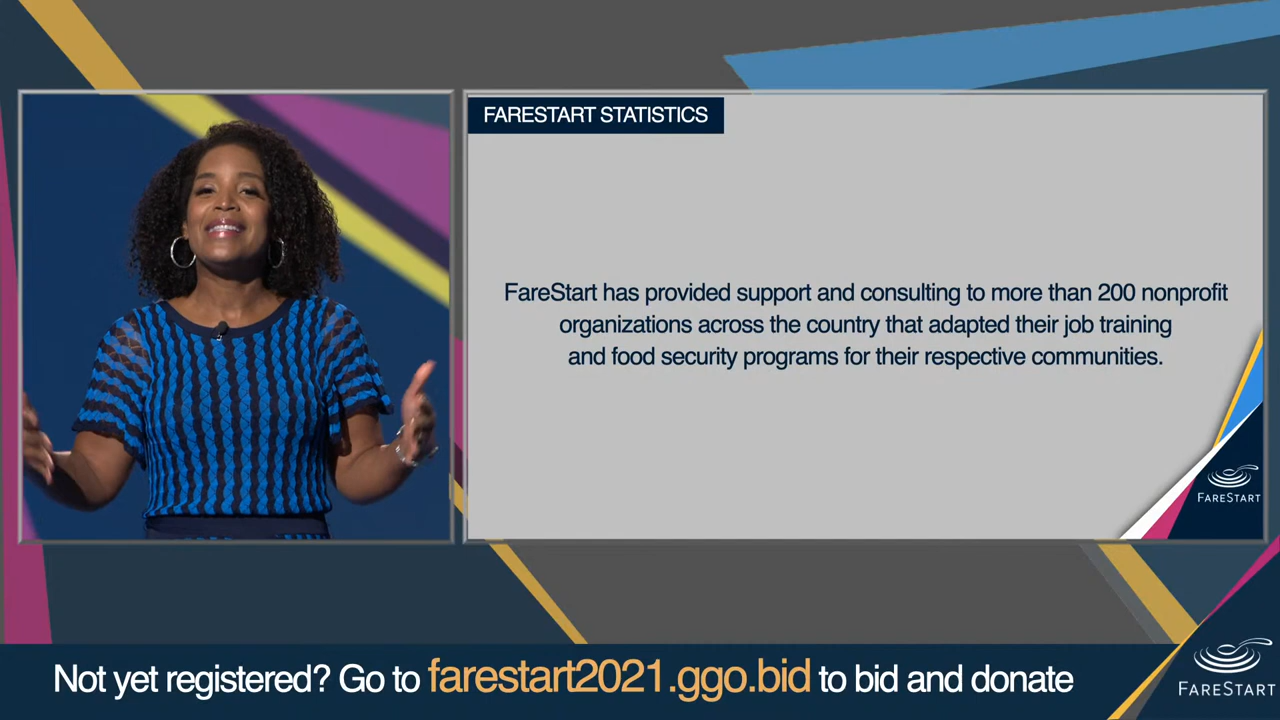 FARESTART STATISTICS
FareStart has provided support and consulting to more than 200 nonprofit
organizations across the country that adapted their job training
and food security programs for their respective communities.
FARESTART
Not yet registered? Go to farestart2021.ggo.bid to bid and donate
FARESTART